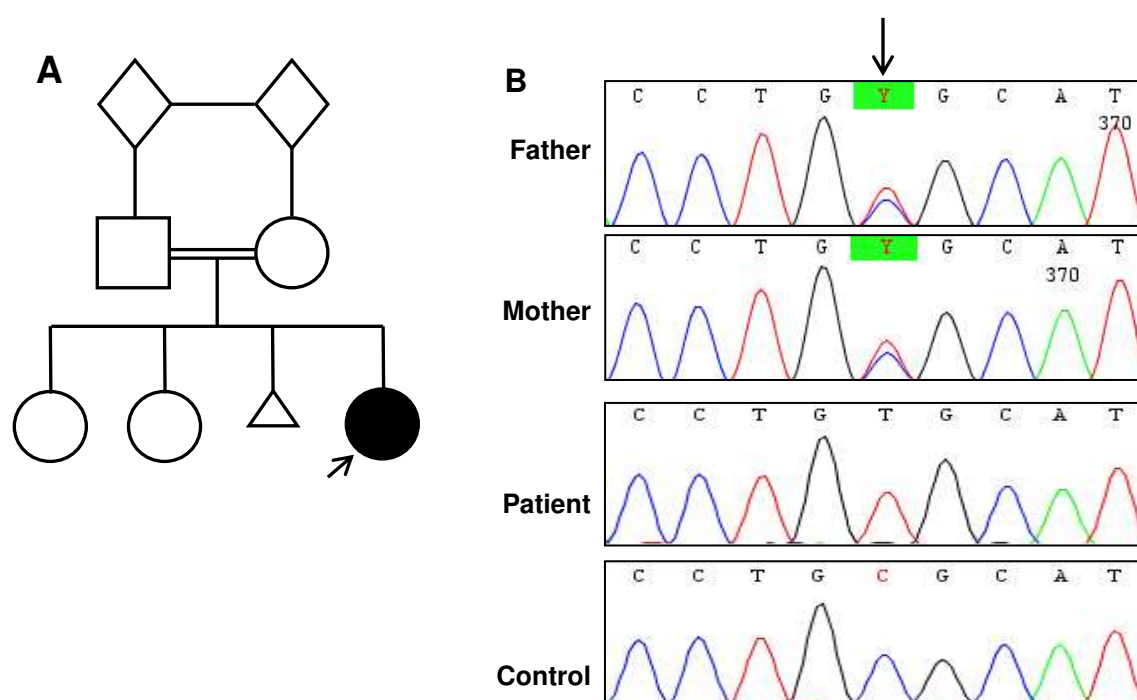 A
B
C C T G Y G C A T
370
Father
C C T G Y G C A T
370
Mother
C C T G T G C A T
Patient
C C T G C G C A T
Control